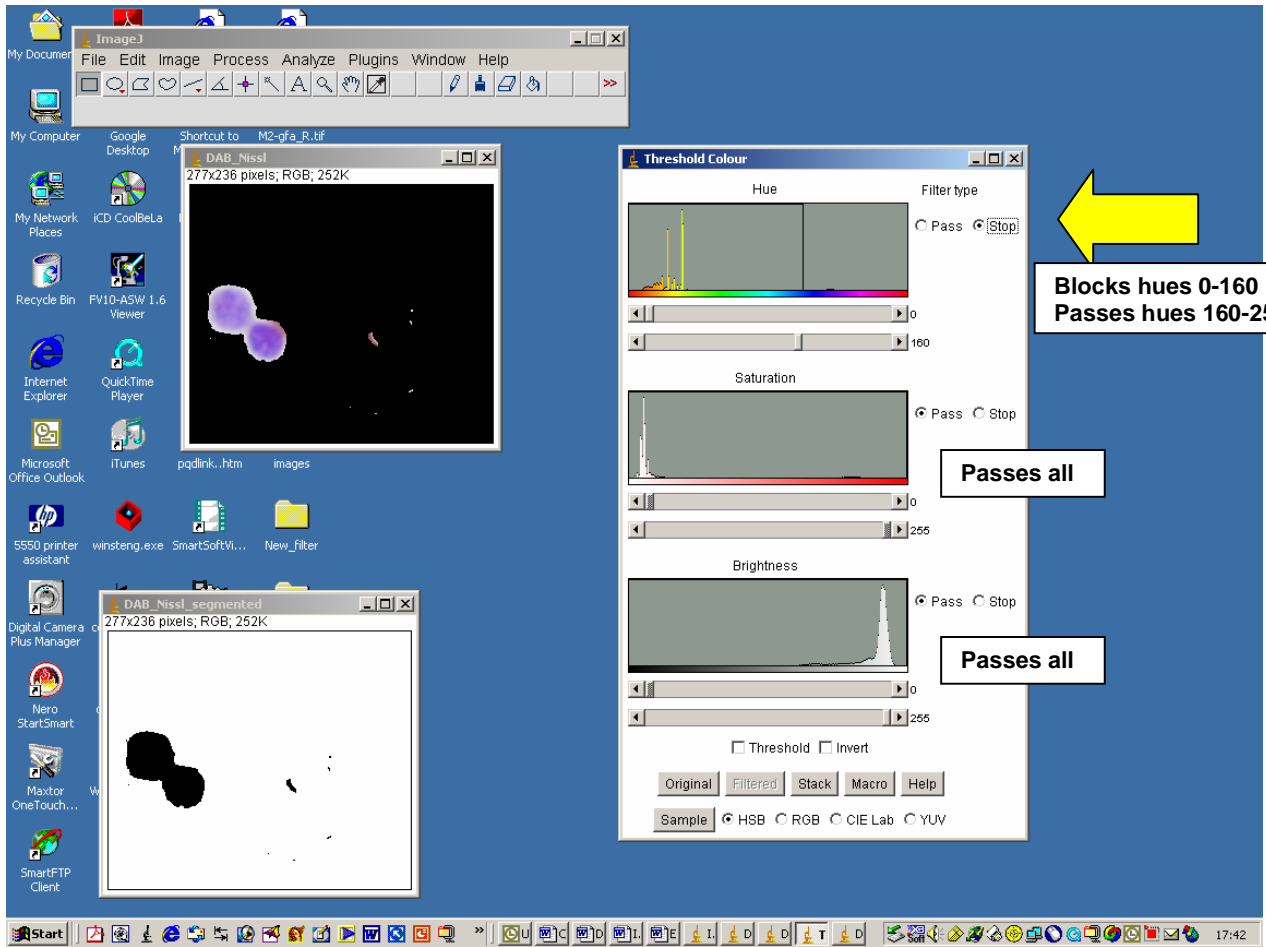 My Documen
My Computer
Google Desktop
Shortcut to
M2-gfa_R.tif
My Network Places
iCD CoolBeLa
Recycle Bin
FV10-ASW 1.6 Viewer
Internet Explorer
QuickTime Player
Microsoft Office Outlook
iTunes
pqdlink..htm
images
5550 printer assistant
winsteng.exe
SmartSoftVi...
New_filter
Digital Camera Plus Manager
Nero StartSmart
Maxtor OneTouch...
SmartFTP Client
ImageJ
File Edit Image Process Analyze Plugins Window Help
DAB_Nissl
277x236 pixels; RGB; 252K
DAB_Nissl_segmented
277x236 pixels; RGB; 252K
Threshold Colour
Hue
Filter type
Pass Stop
0
160
Saturation
Pass Stop
0
255
Brightness
Pass Stop
0
255
Threshold Invert
Original Filtered Stack Macro Help
Sample HSB RGB CIE Lab YUV
Blocks hues 0-160
Passes hues 160-25
Passes all
Passes all
Start
17:42